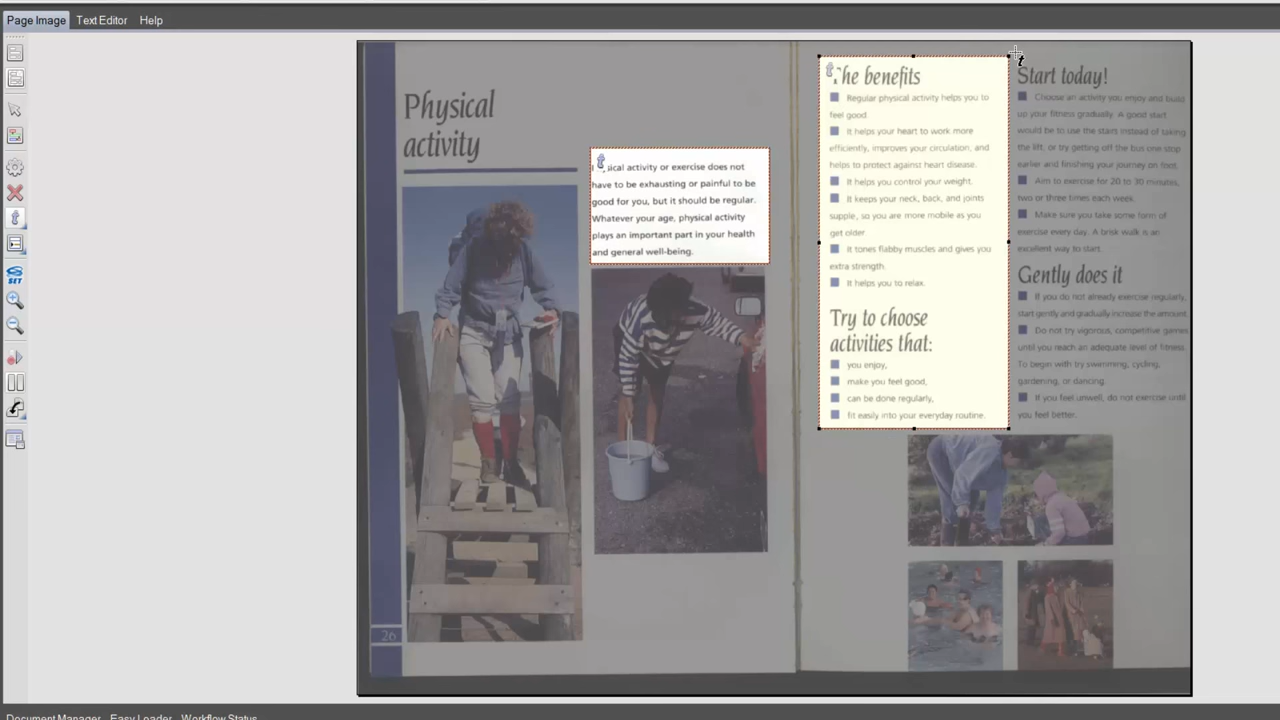 Page Image Text Editor Help
Physical
activity
sical activity or exercise does not
have to be exhausting or painful to be
good for you, but it should be regular.
Whatever your age, physical activity
plays an important part in your health
and general well-being.
26
he benefits
Regular physical activity helps you to
feel good.
It helps your heart to work more
efficiently, improves your circulation, and
helps to protect against heart disease.
It helps you control your weight.
It keeps your neck, back, and joints
supple, so you are more mobile as you
get older.
It tones flabby muscles and gives you
extra strength.
It helps you to relax.
Try to choose
activities that:
you enjoy,
make you feel good,
can be done regularly,
fit easily into your everyday routine.
Start today!
Choose an activity you enjoy and build
up your fitness gradually. A good start
would be to use the stairs instead of taking
the lift, or try getting off the bus one stop
earlier and finishing your journey on foot.
Aim to exercise for 20 to 30 minutes,
two or three times each week.
Make sure you take some form of
exercise every day. A brisk walk is an
excellent way to start.
Gently does it
If you do not already exercise regularly,
start gently and gradually increase the amount.
Do not try vigorous, competitive games
until you reach an adequate level of fitness.
To begin with try swimming, cycling,
gardening, or dancing.
If you feel unwell, do not exercise until
you feel better.
SET
Document Manager Easy Loader Workflow Status